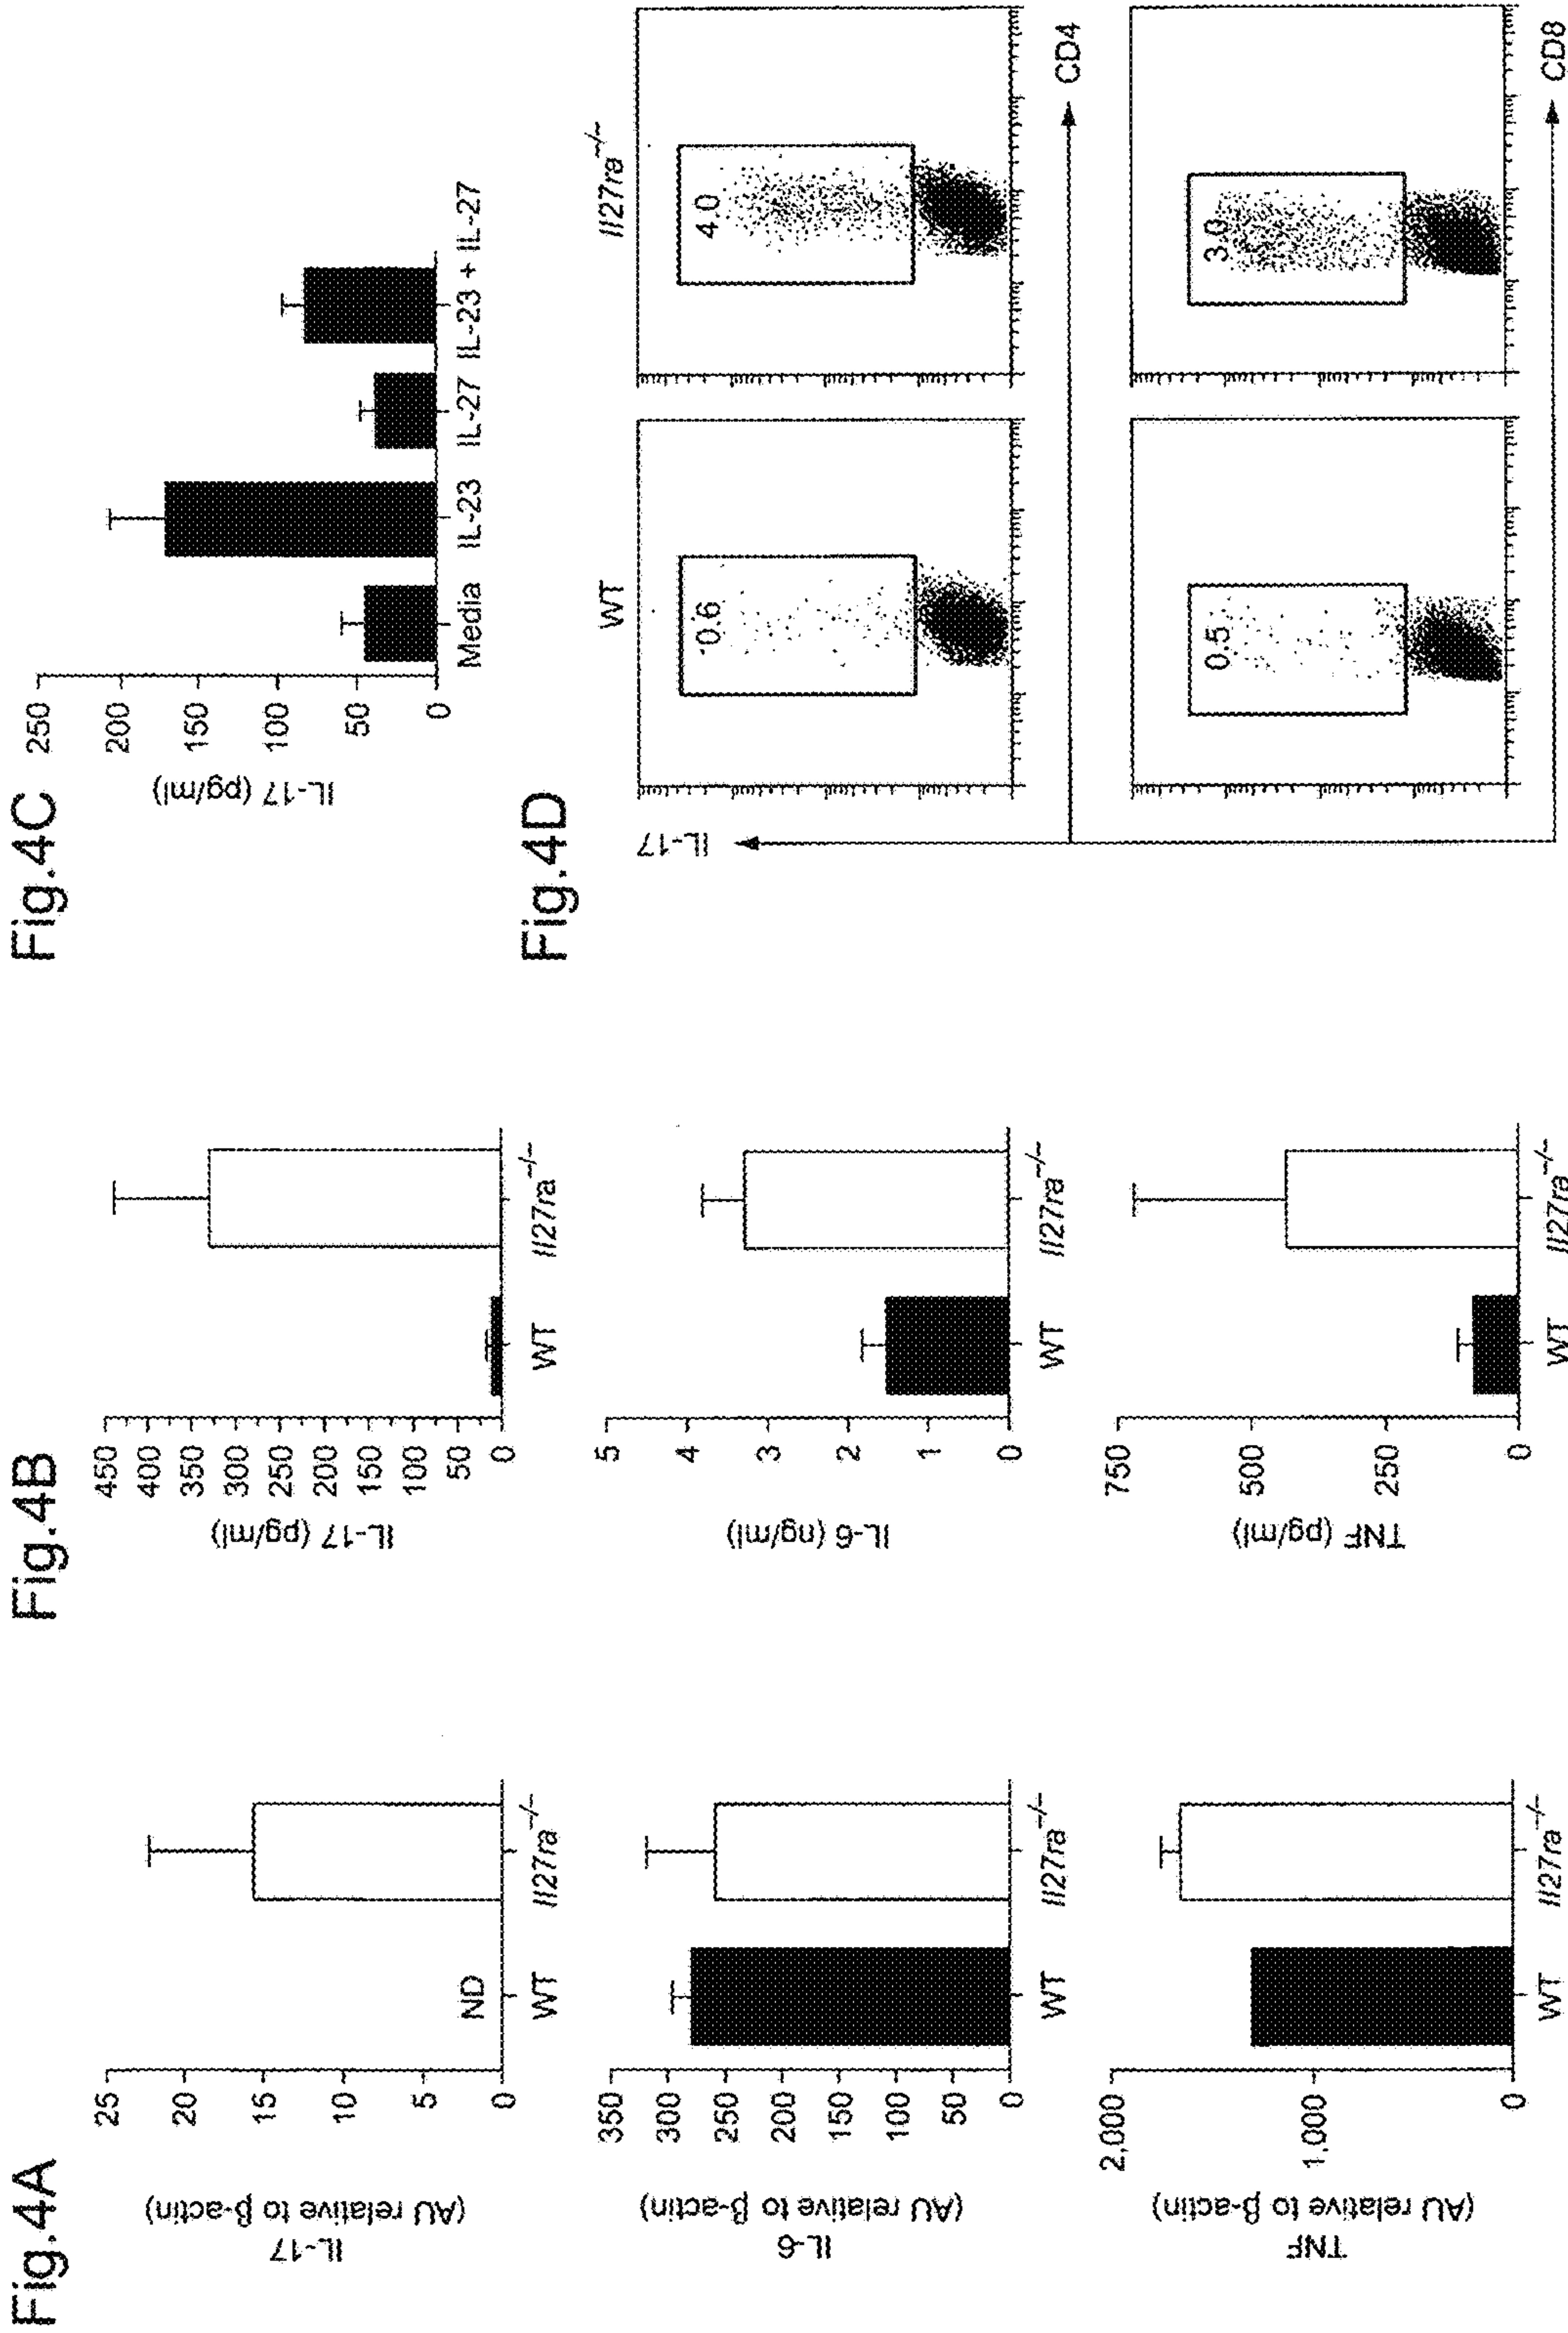 Fig.4A
IL-17
(AU relative to β-actin)
25
20
15
10
5
0
ND
WT
Il27ra−/−
IL-6
(AU relative to β-actin)
350
300
250
200
150
100
50
0
WT
Il27ra−/−
TNF
(AU relative to β-actin)
2,000
1,000
0
WT
Il27ra−/−
Fig.4B
IL-17 (pg/ml)
450
400
350
300
250
200
150
100
50
0
WT
Il27ra−/−
IL-6 (ng/ml)
5
4
3
2
1
0
WT
Il27ra−/−
TNF (pg/ml)
750
500
250
0
WT
Il27ra−/−
Fig.4C
IL-17 (pg/ml)
250
200
150
100
50
0
Media IL-23 IL-27 IL-23 + IL-27
Fig.4D
WT
Il27ra−/−
IL-17
0.6
4.0
CD4
0.5
3.0
CD8